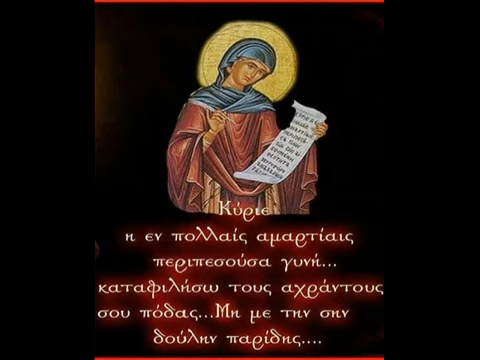 Κύριε
η εν πολλαίς αμαρτίαις
περιπεσούσα γυνή...
καταφιλήσω τους αχράντους
σου πόδας...Μη με την σην
δούλην παρίδης....